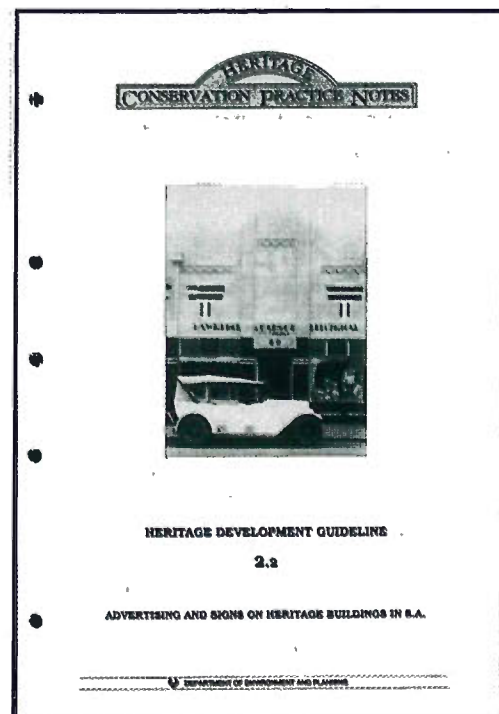 HERITAGE
CONSERVATION PRACTICE NOTES
HERITAGE DEVELOPMENT GUIDELINE
2.2
ADVERTISING AND SIGNS ON HERITAGE BUILDINGS IN S.A.
DEPARTMENT OF ENVIRONMENT AND PLANNING